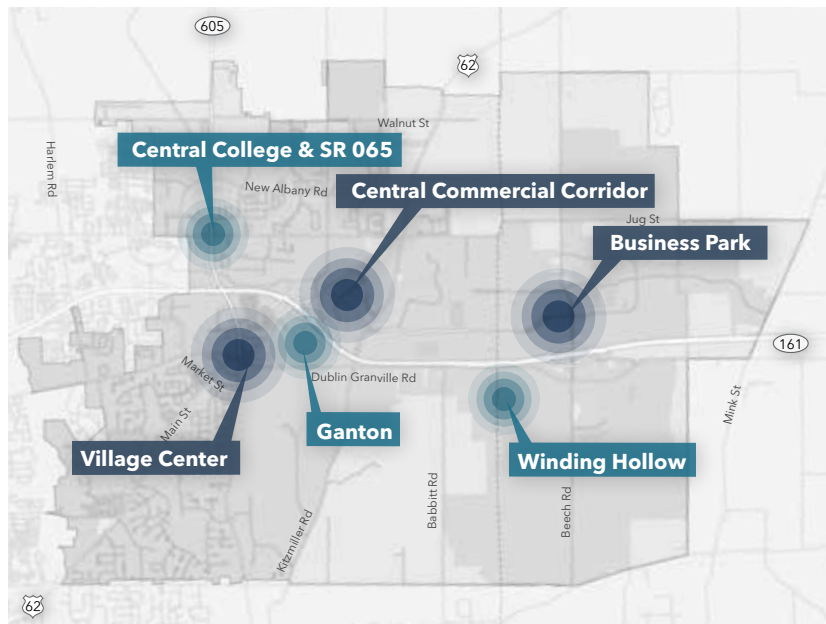 605
62
Walnut St
Harlem Rd
Central College & SR 065
New Albany Rd
Central Commercial Corridor
Jug St
Business Park
161
Market St
Dublin Granville Rd
Mink St
Main St
Ganton
Village Center
Winding Hollow
Babbitt Rd
Beech Rd
Kitzmiller Rd
62